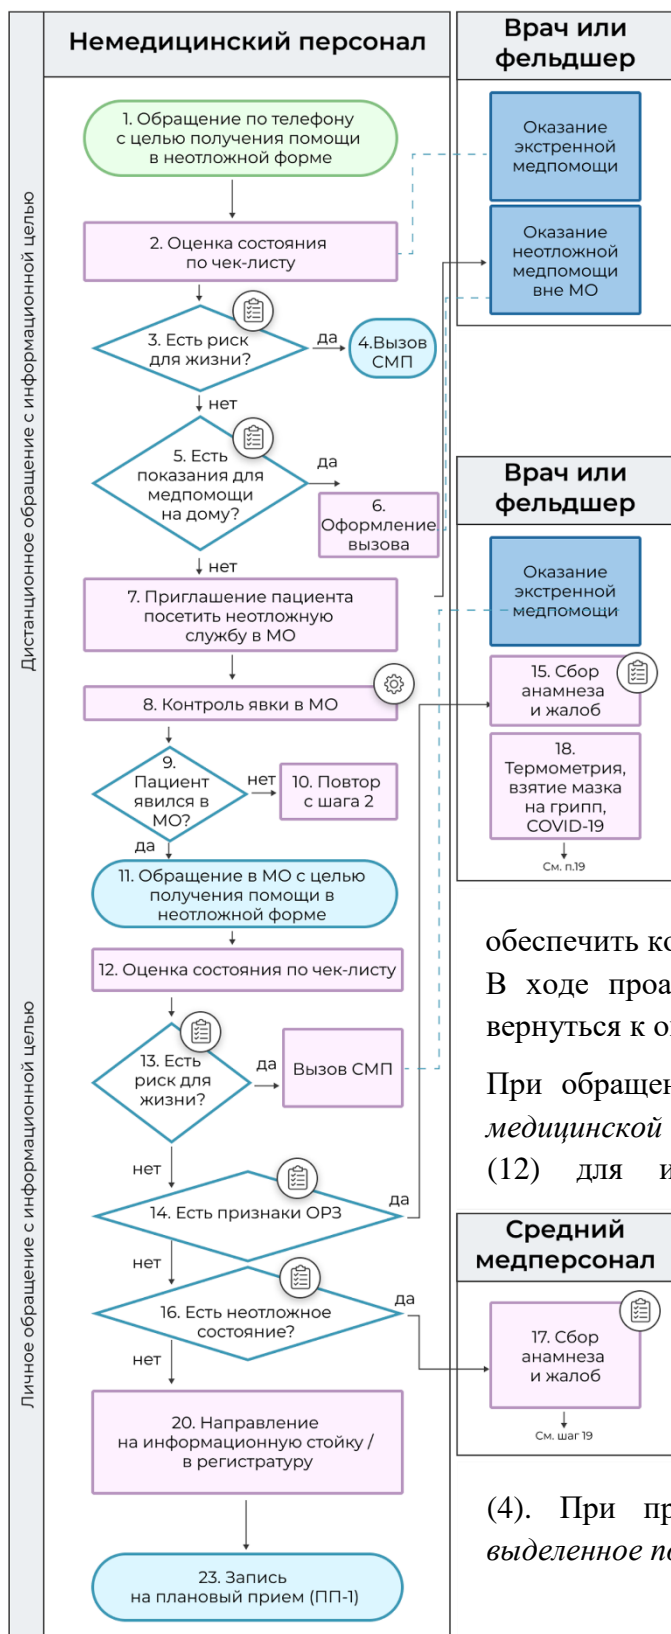 Дистанционное обращение с информационной целью
Личное обращение с информационной целью
Немедицинский персонал
1. Обращение по телефону
с целью получения помощи
в неотложной форме
2. Оценка состояния
по чек-листу
3. Есть риск
для жизни?
да
4.Вызов
СМП
нет
5. Есть
показания для
медпомощи
на дому?
да
6.
Оформление
вызова
нет
7. Приглашение пациента
посетить неотложную
службу в МО
8. Контроль явки в МО
9.
Пациент
явился в
МО?
нет
10. Повтор
с шага 2
да
11. Обращение в МО с целью
получения помощи в
неотложной форме
12. Оценка состояния по чек-листу
13. Есть
риск для
жизни?
да
Вызов СМП
нет
14. Есть признаки ОРЗ
да
нет
16. Есть неотложное
состояние?
да
нет
20. Направление
на информационную стойку /
в регистратуру
23. Запись
на плановый прием (ПП-1)
Врач или
фельдшер
Оказание
экстренной
медпомощи
Оказание
неотложной
медпомощи
вне МО
Врач или
фельдшер
Оказание
экстренной
медпомощи
15. Сбор
анамнеза
и жалоб
18.
Термометрия,
взятие мазка
на грипп,
COVID-19
См. п.19
обеспечить ко
В ходе проа
вернуться к о
При обращен
медицинской
(12) для и
Средний
медперсонал
17. Сбор
анамнеза
и жалоб
См. шаг 19
(4). При пр
выделенное по